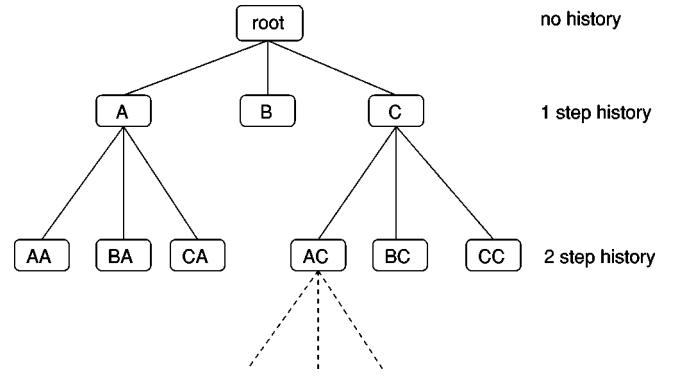 root
no history
A
B
C
1 step history
AA
BA
CA
AC
BC
CC
2 step history